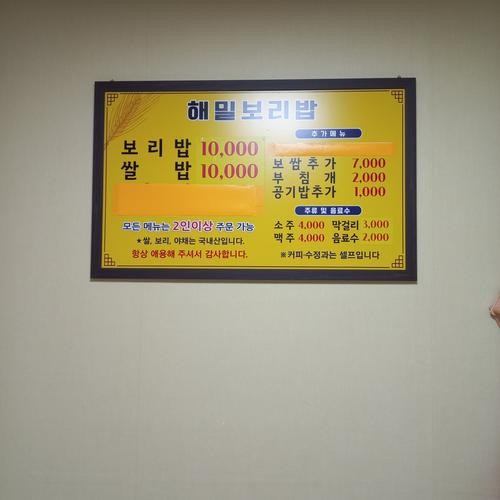 해밀보리밥
보리밥 10,000
쌀밥 10,000
모든 메뉴는 2인이상 주문 가능
★쌀, 보리, 야채는 국내산입니다.
항상 애용해 주셔서 감사합니다.
추가메뉴
보쌈추가 7,000
부침개 2,000
공기밥추가 1,000
주류 및 음료수
소주 4,000 막걸리 3,000
맥주 4,000 음료수 2,000
※커피·수정과는 셀프입니다